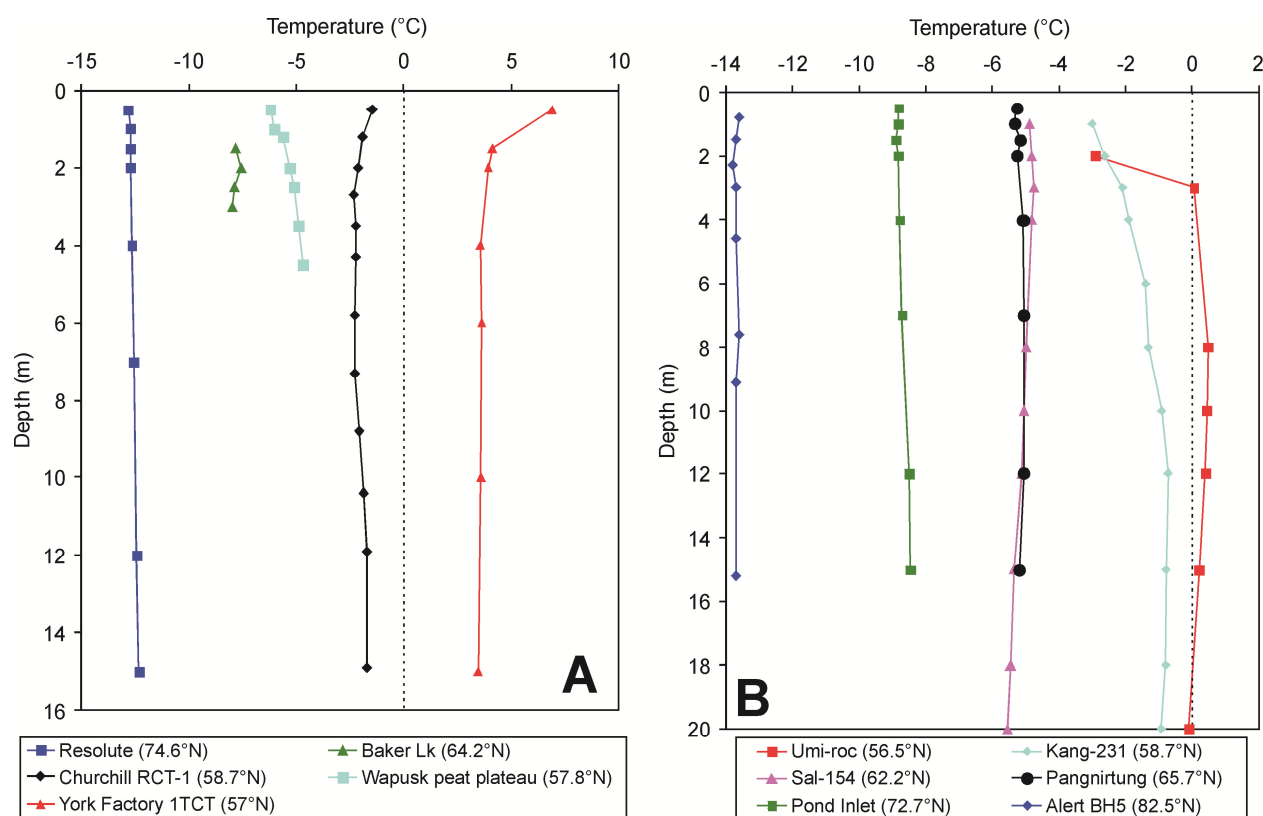 Temperature (°C)
-15 -10 -5 0 5 10
0
2
4
6
8
10
12
14
16
Depth (m)
A
Resolute (74.6°N)
Baker Lk (64.2°N)
Churchill RCT-1 (58.7°N)
Wapusk peat plateau (57.8°N)
York Factory 1TCT (57°N)
Temperature (°C)
-14 -12 -10 -8 -6 -4 -2 0 2
0
2
4
6
8
10
12
14
16
18
20
Depth (m)
B
Umi-roc (56.5°N)
Kang-231 (58.7°N)
Sal-154 (62.2°N)
Pangnirtung (65.7°N)
Pond Inlet (72.7°N)
Alert BH5 (82.5°N)